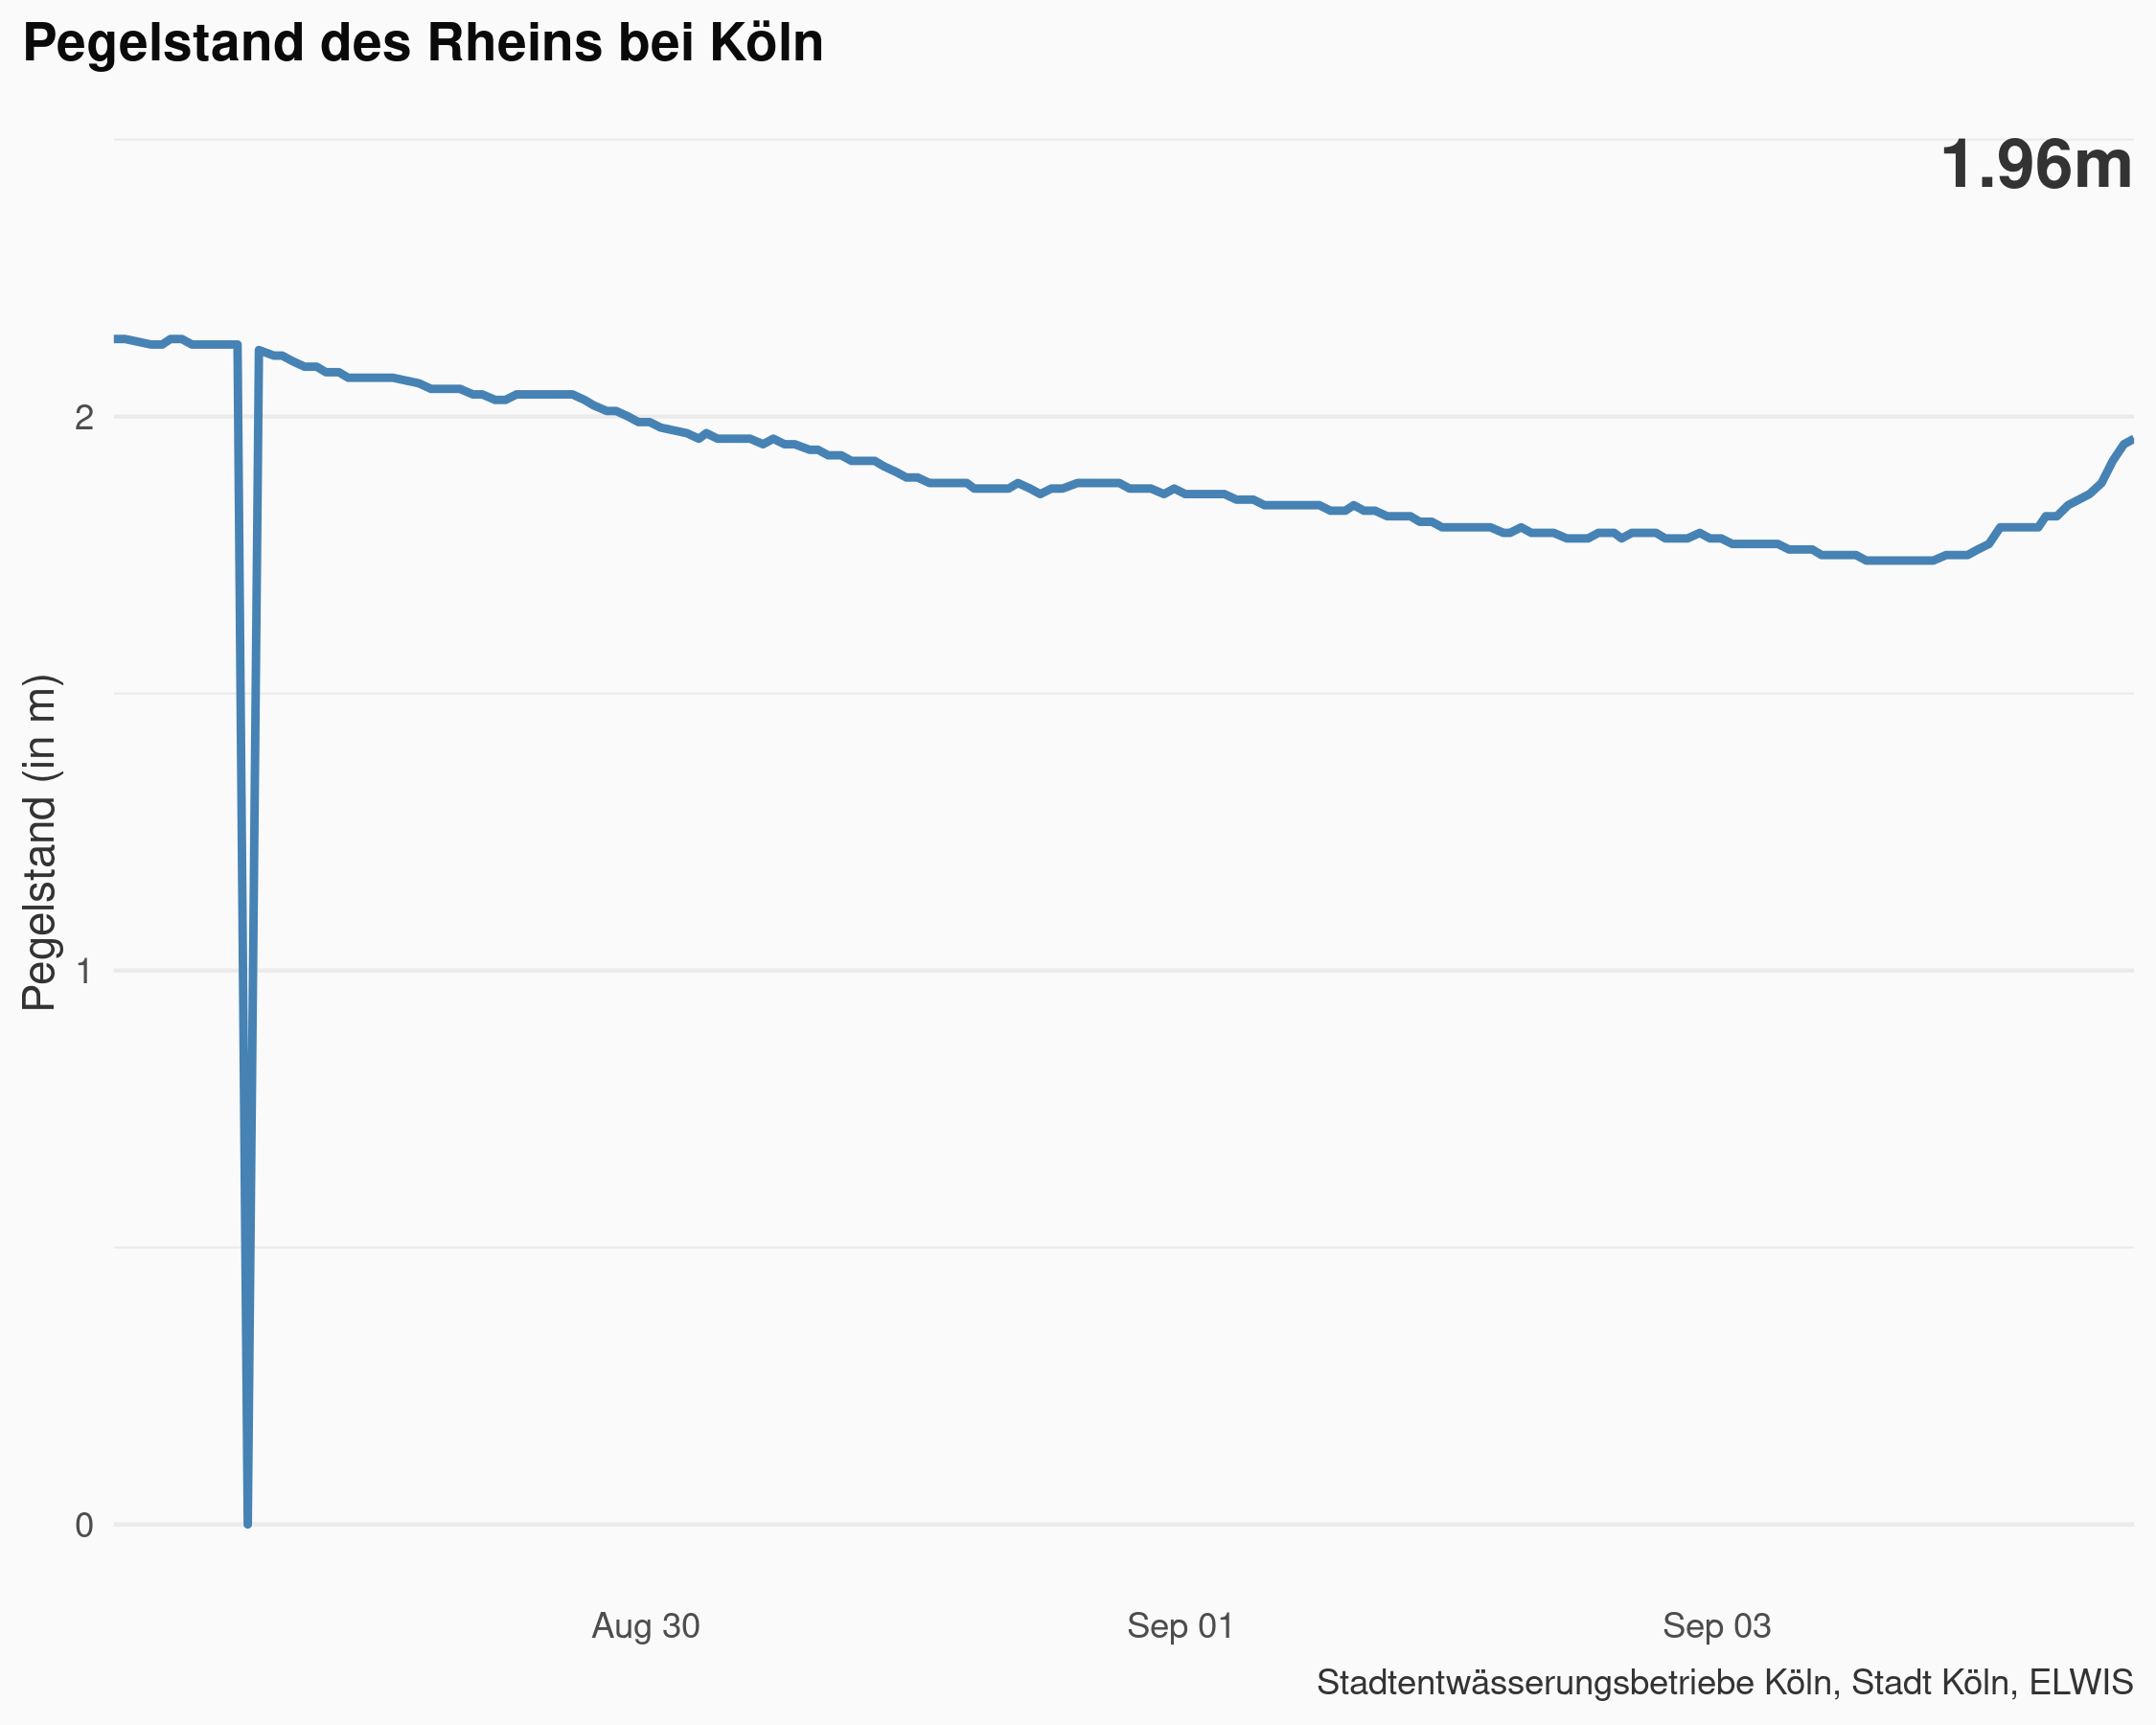 Pegelstand des Rheins bei Köln
1.96m
Pegelstand (in m)
2
1
0
Aug 30
Sep 01
Sep 03
Stadtentwässerungsbetriebe Köln, Stadt Köln, ELWIS